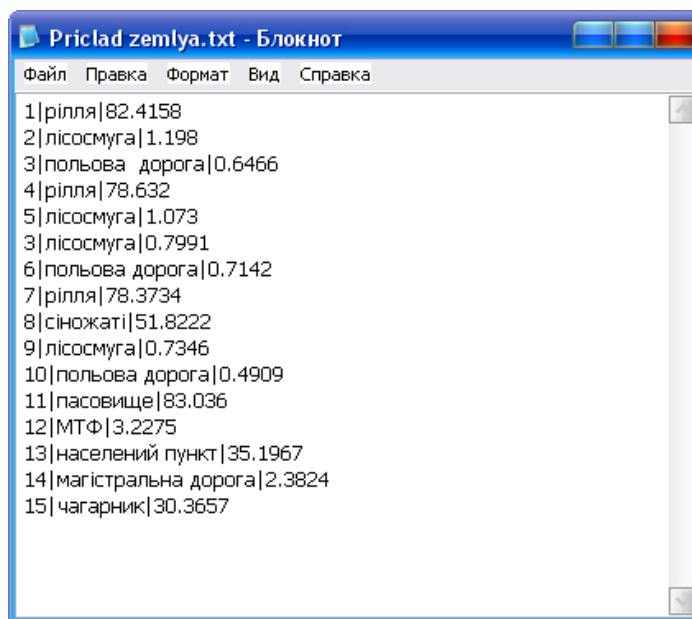 Priclad zemlya.txt - Блокнот
Файл Правка Формат Вид Справка
1|рілля|82.4158
2|лісосмуга|1.198
3|польова  дорога|0.6466
4|рілля|78.632
5|лісосмуга|1.073
3|лісосмуга|0.7991
6|польова дорога|0.7142
7|рілля|78.3734
8|сіножаті|51.8222
9|лісосмуга|0.7346
10|польова дорога|0.4909
11|пасовище|83.036
12|МТФ|3.2275
13|населений пункт|35.1967
14|магістральна дорога|2.3824
15|чагарник|30.3657